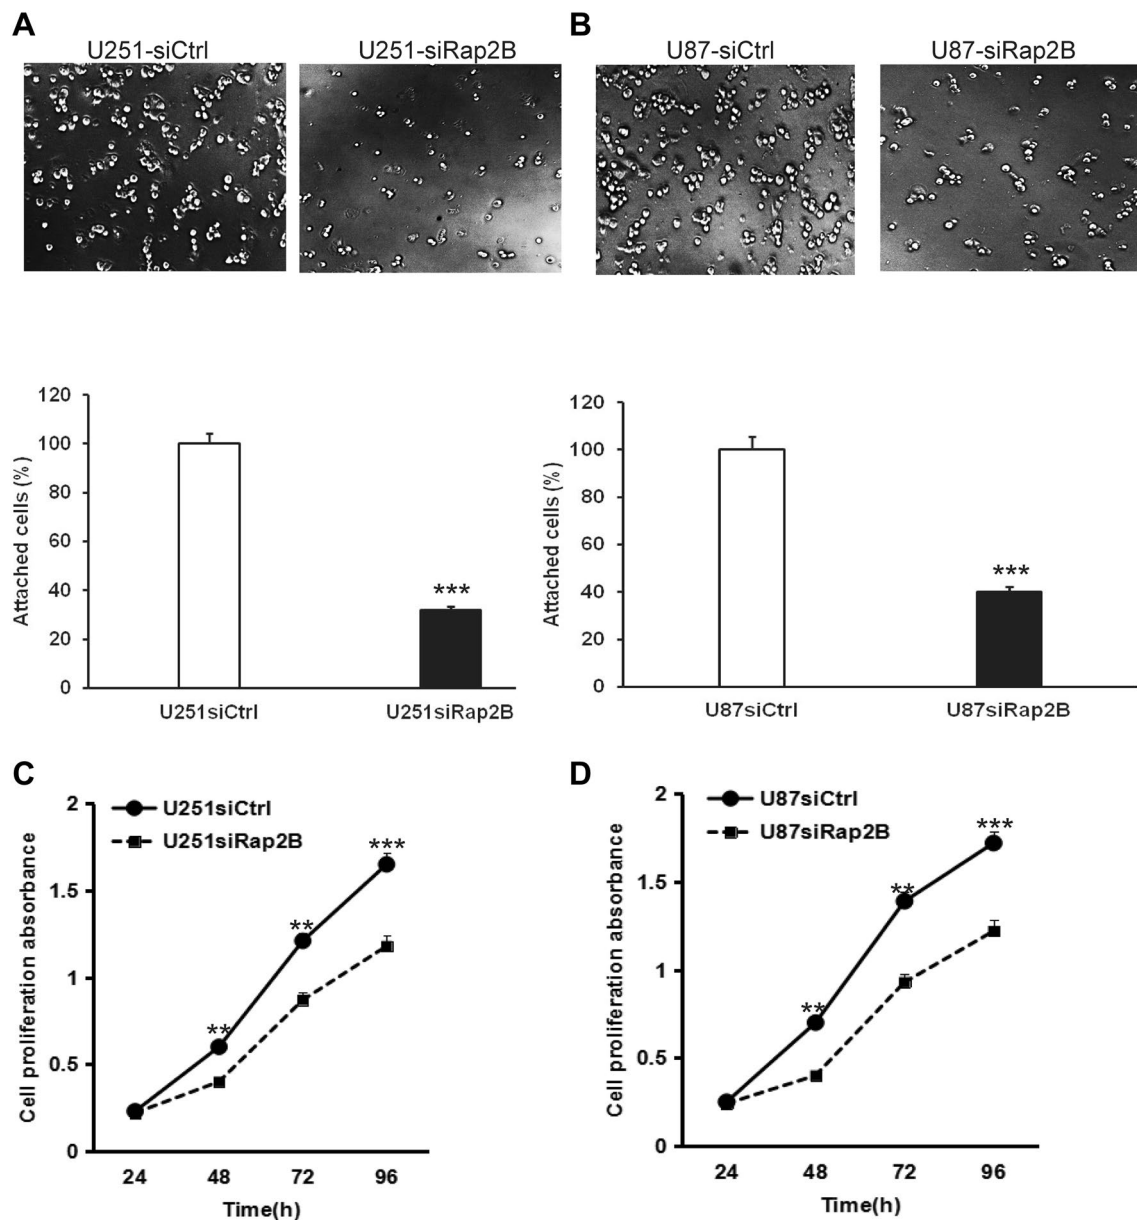 A
B
U251-siCtrl
U251-siRap2B
U87-siCtrl
U87-siRap2B
Attached cells (%)
120
100
80
60
40
20
0
***
U251siCtrl
U251siRap2B
Attached cells (%)
120
100
80
60
40
20
0
***
U87siCtrl
U87siRap2B
C
U251siCtrl
U251siRap2B
Cell proliferation absorbance
2
1.5
1
0.5
0
**
**
***
24
48
72
96
Time(h)
D
U87siCtrl
U87siRap2B
Cell proliferation absorbance
2
1.5
1
0.5
0
**
**
***
24
48
72
96
Time(h)